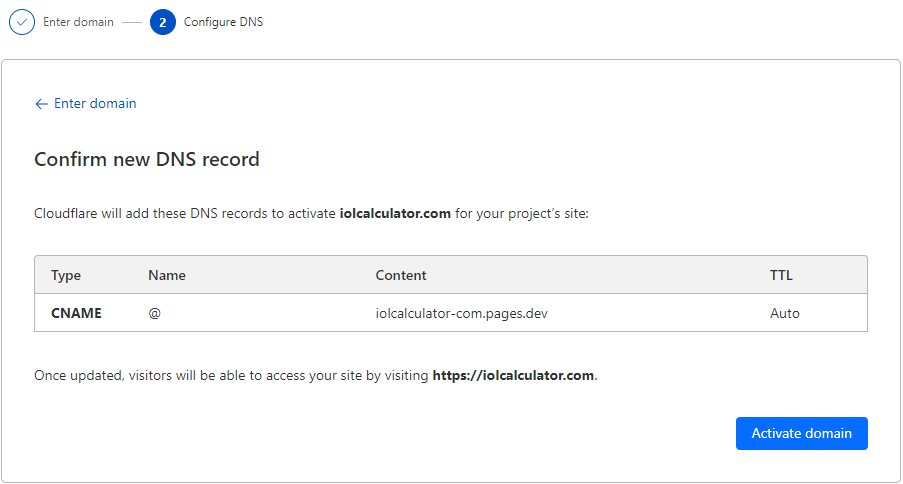 Enter domain
2 Configure DNS
← Enter domain
Confirm new DNS record
Cloudflare will add these DNS records to activate iolcalculator.com for your project's site:
Type Name Content TTL
CNAME @ iolcalculator-com.pages.dev Auto
Once updated, visitors will be able to access your site by visiting https://iolcalculator.com.
Activate domain